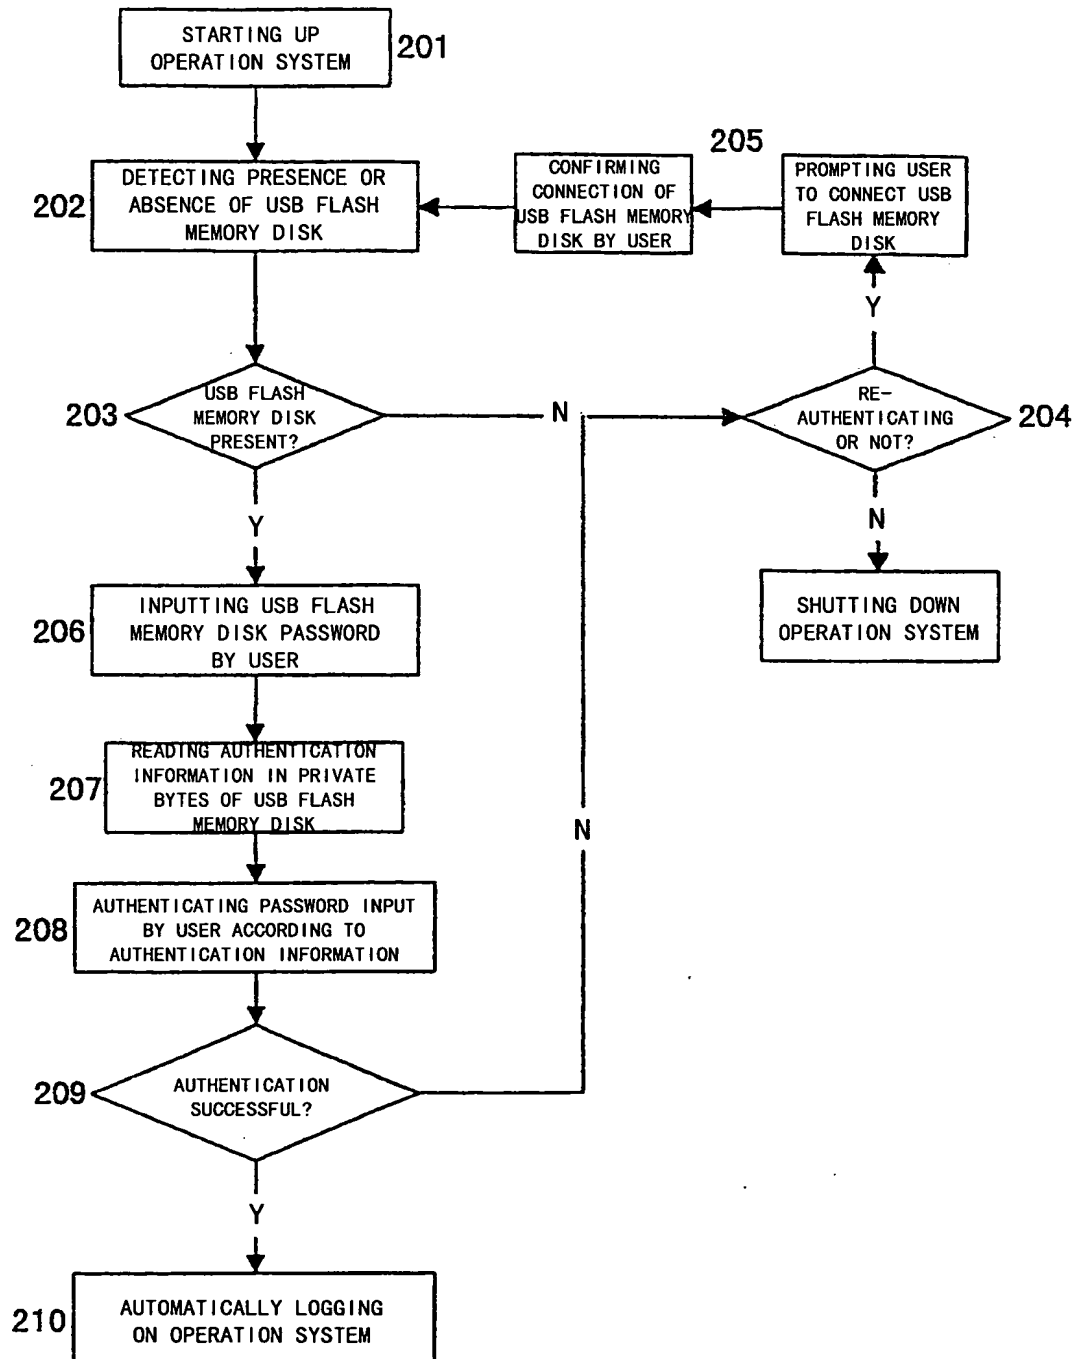 STARTING UP
OPERATION SYSTEM
201
202
DETECTING PRESENCE OR
ABSENCE OF USB FLASH
MEMORY DISK
205
CONFIRMING
CONNECTION OF
USB FLASH MEMORY
DISK BY USER
PROMPTING USER
TO CONNECT USB
FLASH MEMORY
DISK
Y
203
USB FLASH
MEMORY DISK
PRESENT?
N
RE-
AUTHENTICATING
OR NOT?
204
Y
N
206
INPUTTING USB FLASH
MEMORY DISK PASSWORD
BY USER
SHUTTING DOWN
OPERATION SYSTEM
207
READING AUTHENTICATION
INFORMATION IN PRIVATE
BYTES OF USB FLASH
MEMORY DISK
N
208
AUTHENTICATING PASSWORD INPUT
BY USER ACCORDING TO
AUTHENTICATION INFORMATION
209
AUTHENTICATION
SUCCESSFUL?
Y
210
AUTOMATICALLY LOGGING
ON OPERATION SYSTEM